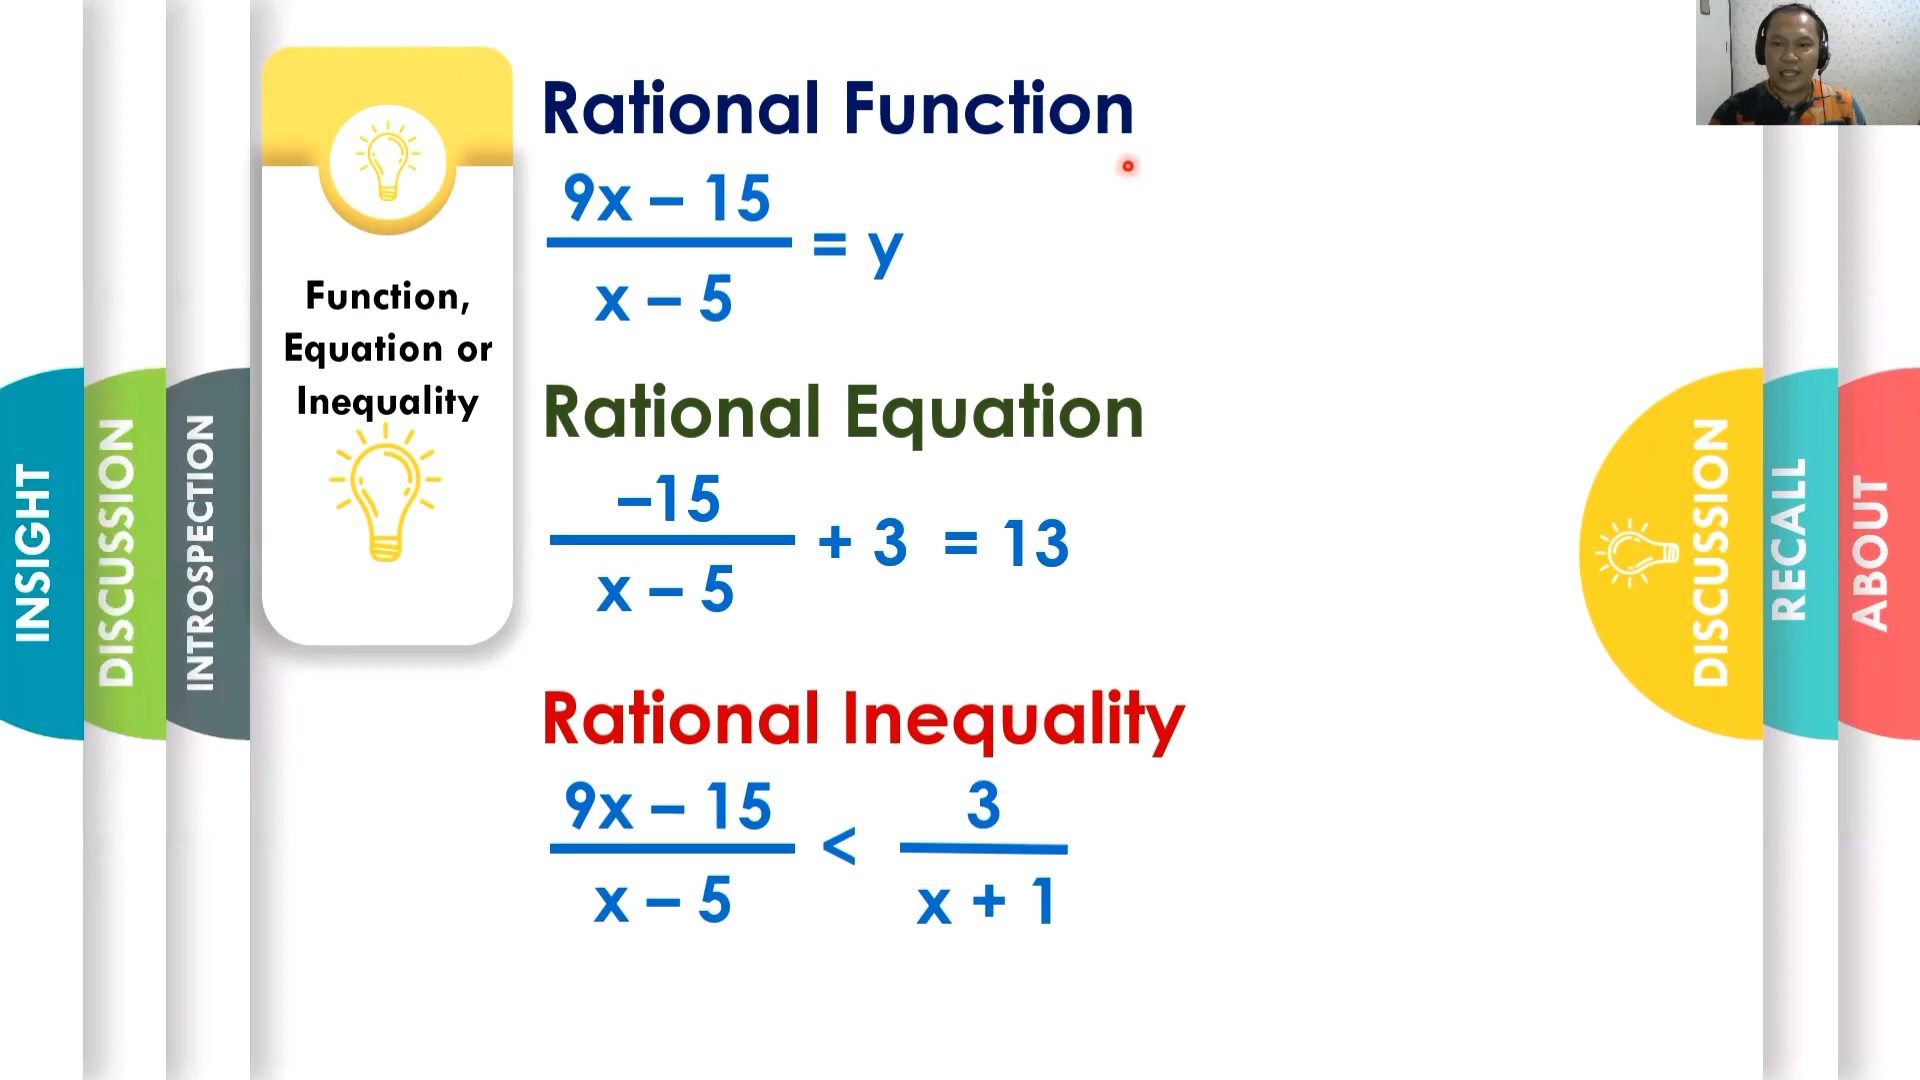 Rational Function
9x – 15
= y
x – 5
Function,
Equation or
Inequality
Rational Equation
–15
+ 3 = 13
x – 5
Rational Inequality
9x – 15
<
3
x – 5
x + 1
INSIGHT
DISCUSSION
INTROSPECTION
DISCUSSION
RECALL
ABOUT